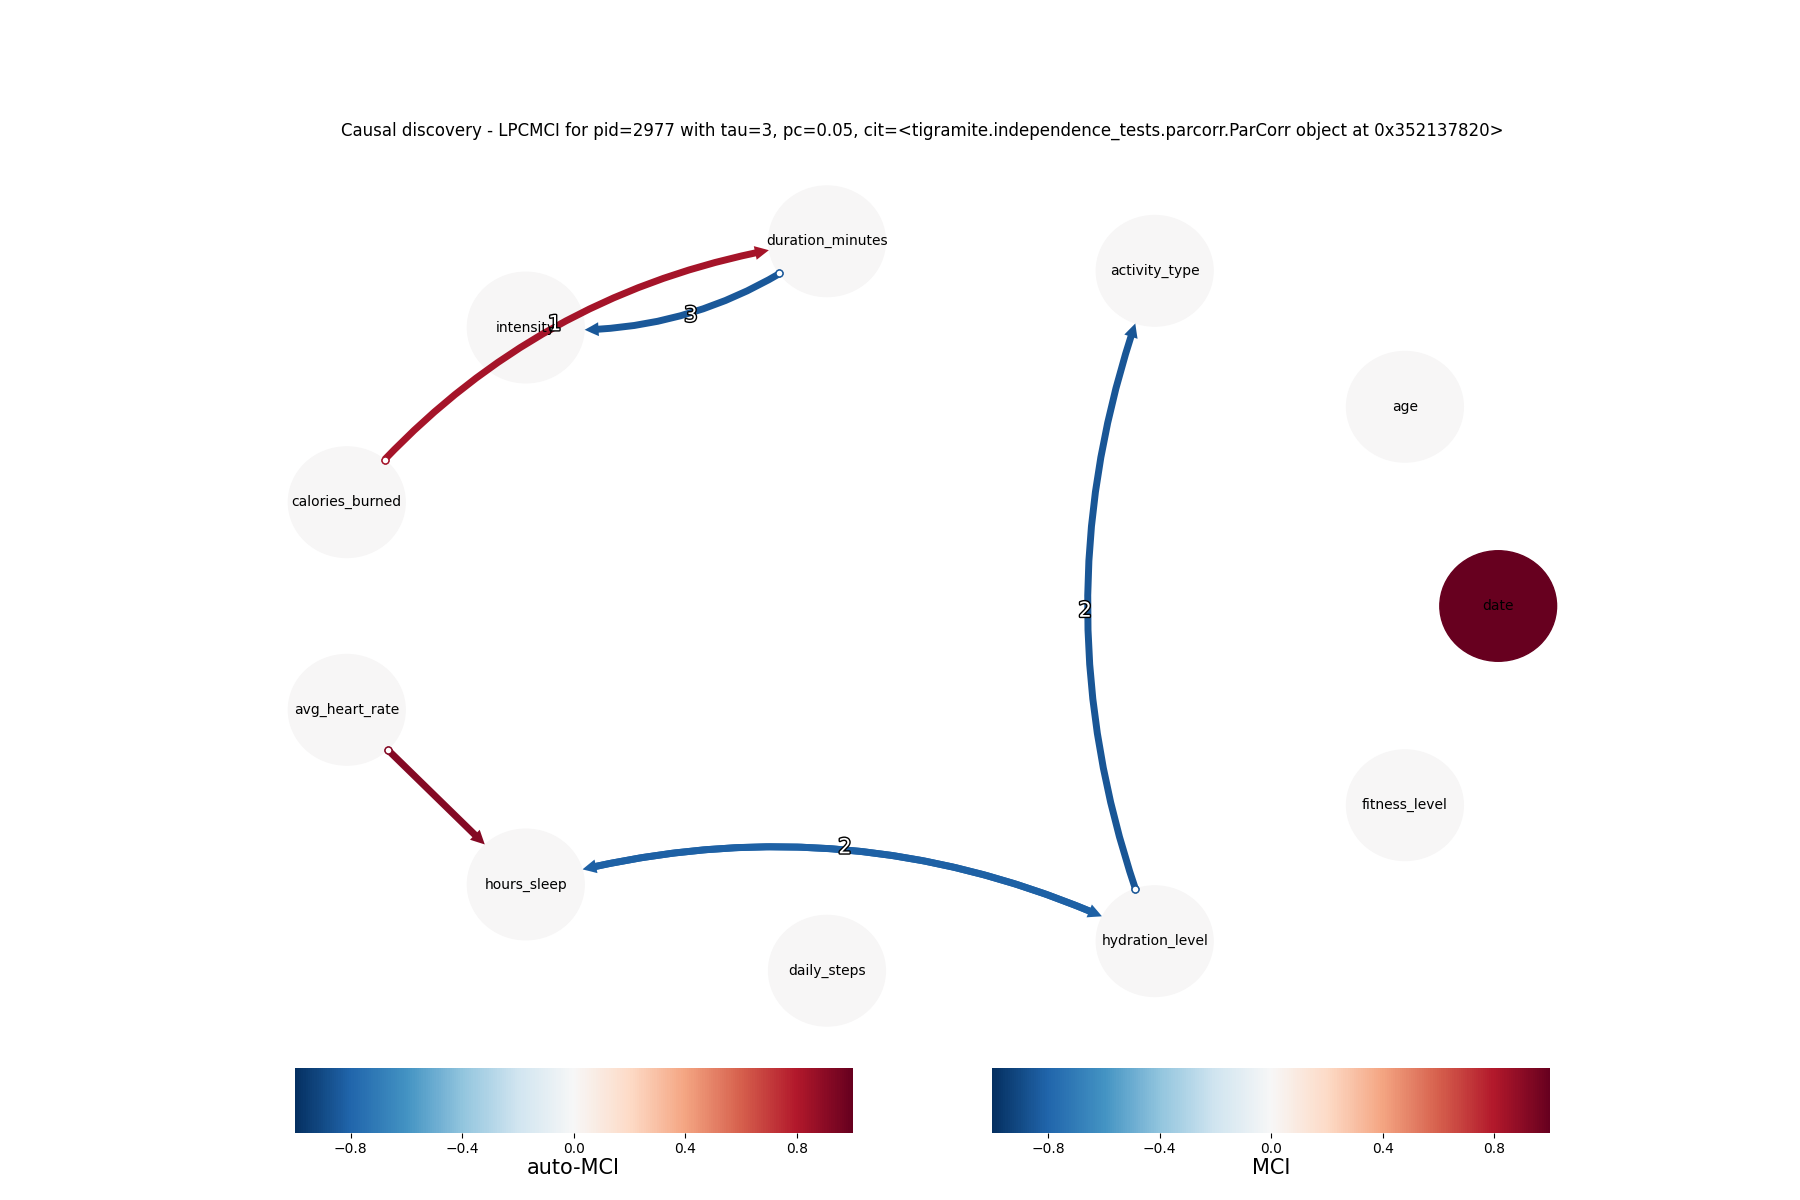 Causal discovery - LPCMCI for pid=2977 with tau=3, pc=0.05, cit=<tigramite.independence_tests.parcorr.ParCorr object at 0x352137820>
duration_minutes
activity_type
intensity
1
3
age
calories_burned
date
2
avg_heart_rate
fitness_level
2
hours_sleep
hydration_level
daily_steps
−0.8 −0.4 0.0 0.4 0.8
auto-MCI
−0.8 −0.4 0.0 0.4 0.8
MCI